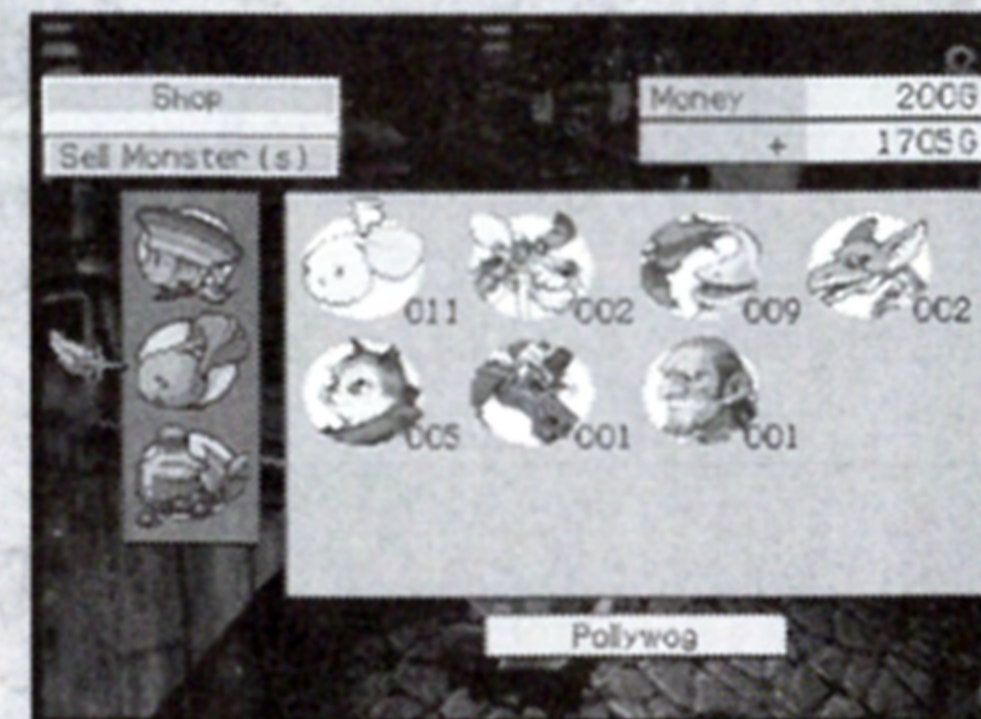 Shop
Sell Monster(s)
Money 200G
+ 1705G
011 002 009 002
005 001 001
Pollywog